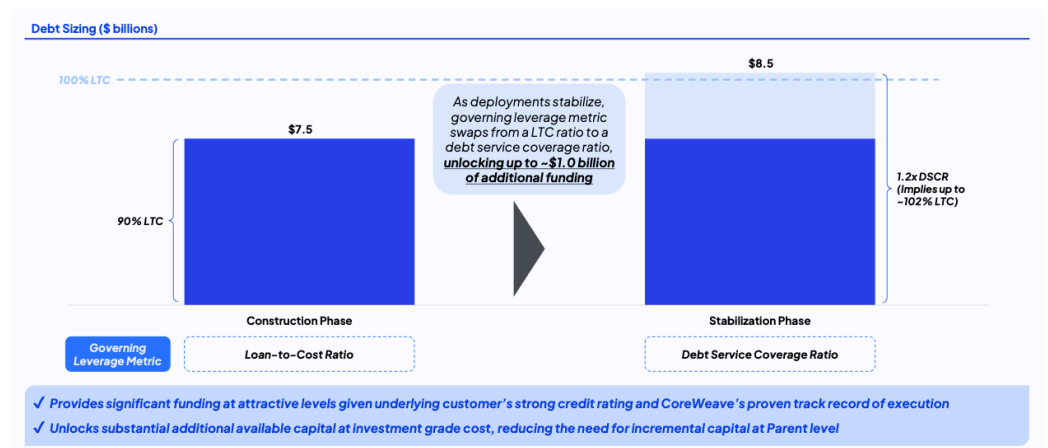 Debt Sizing ($ billions)
100% LTC
$8.5
$7.5
As deployments stabilize,
governing leverage metric
swaps from a LTC ratio to a
debt service coverage ratio,
unlocking up to ~$1.0 billion
of additional funding
90% LTC
1.2x DSCR
(Implies up to
~102% LTC)
Construction Phase
Stabilization Phase
Governing
Leverage Metric
Loan-to-Cost Ratio
Debt Service Coverage Ratio
✓ Provides significant funding at attractive levels given underlying customer's strong credit rating and CoreWeave's proven track record of execution
✓ Unlocks substantial additional available capital at investment grade cost, reducing the need for incremental capital at Parent level